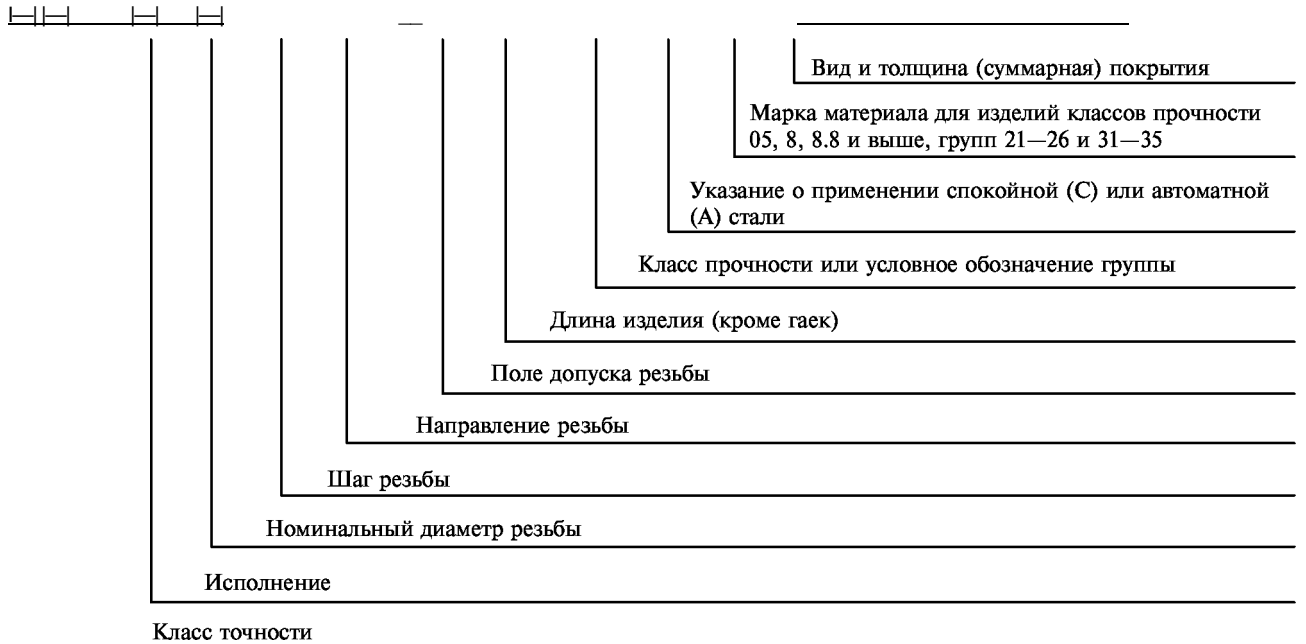 Вид и толщина (суммарная) покрытия
Марка материала для изделий классов прочности
05, 8, 8.8 и выше, групп 21—26 и 31—35
Указание о применении спокойной (С) или автоматной
(А) стали
Класс прочности или условное обозначение группы
Длина изделия (кроме гаек)
Поле допуска резьбы
Направление резьбы
Шаг резьбы
Номинальный диаметр резьбы
Исполнение
Класс точности